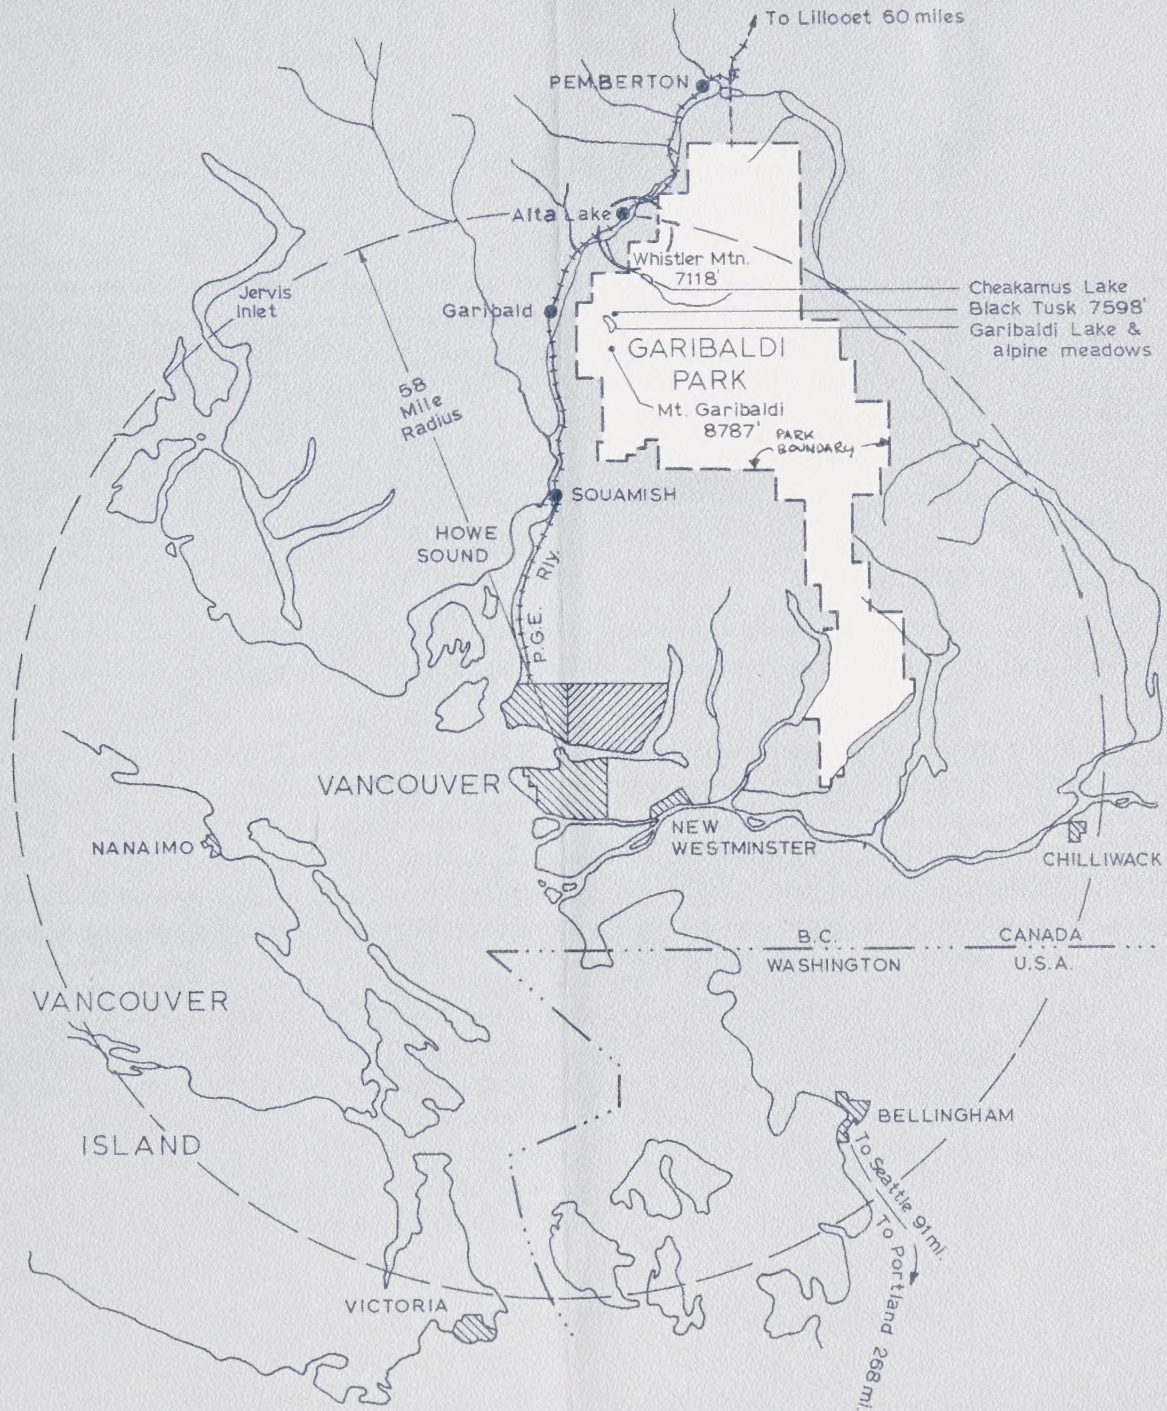 To Lillooet 60 miles
PEMBERTON
Alta Lake
Whistler Mtn.
7118'
Jervis
Inlet
Garibald
Cheakamus Lake
Black Tusk 7598'
Garibaldi Lake &
alpine meadows
GARIBALDI
PARK
58
Mile
Radius
Mt. Garibaldi
8787'
PARK
BOUNDARY
SQUAMISH
HOWE
SOUND
P.G.E. Rly.
VANCOUVER
NEW
WESTMINSTER
NANAIMO
CHILLIWACK
B.C.
CANADA
WASHINGTON
U.S.A.
VANCOUVER
ISLAND
BELLINGHAM
To Seattle 91 mi.
To Portland 268 mi.
VICTORIA